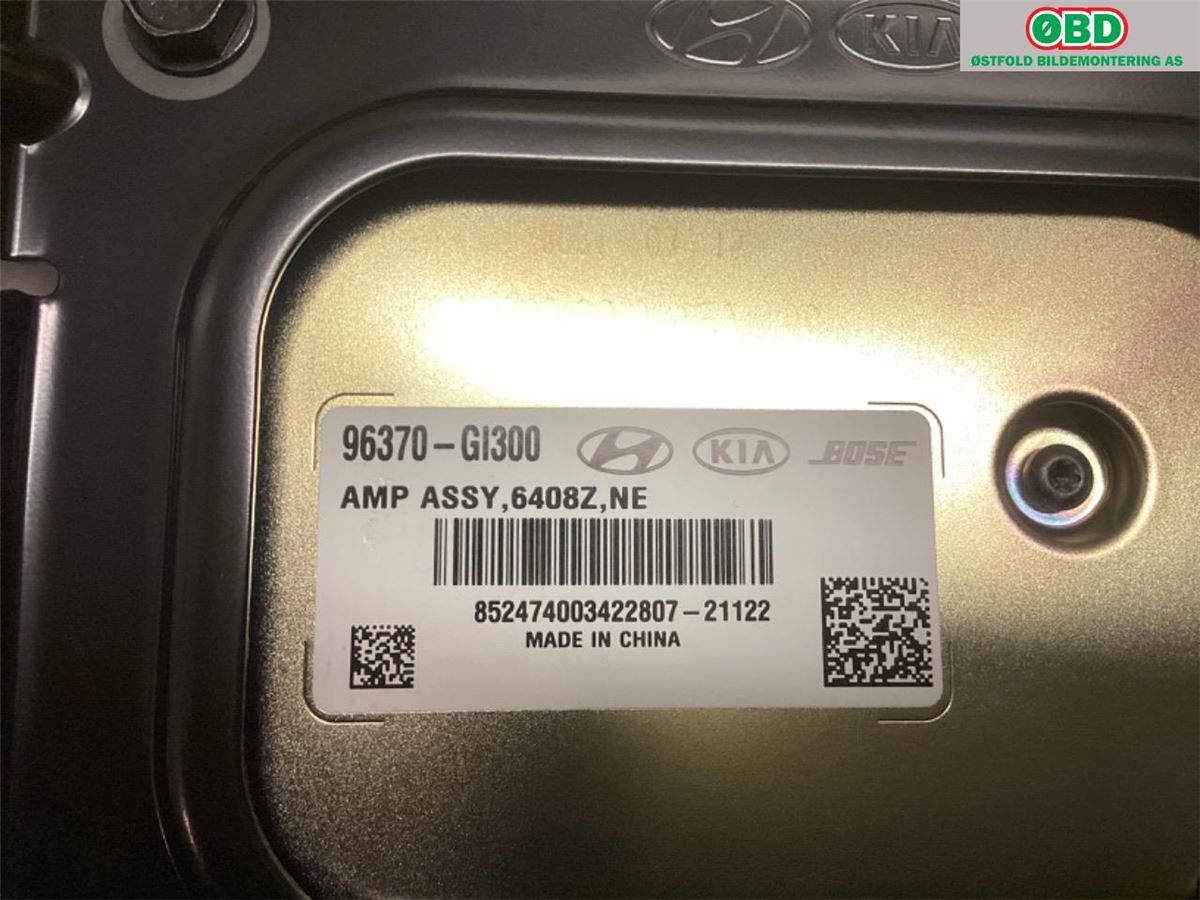 KIA
ØBD
ØSTFOLD BILDEMONTERING AS
96370-GI300 KIA BOSE
AMP ASSY,6408Z,NE
852474003422807-21122
MADE IN CHINA